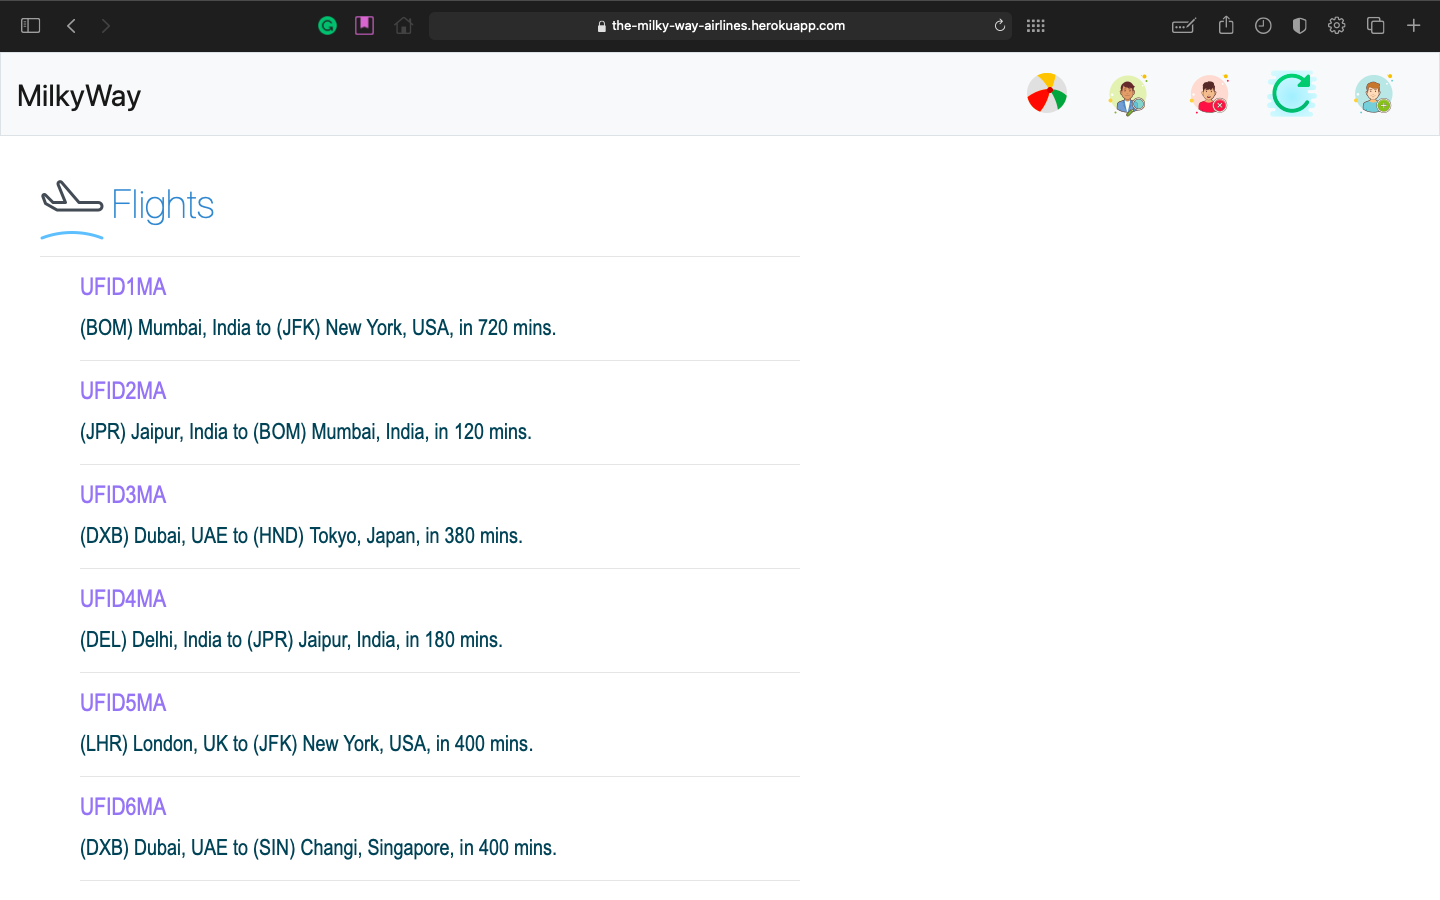 the-milky-way-airlines.herokuapp.com
MilkyWay
Flights
UFID1MA
(BOM) Mumbai, India to (JFK) New York, USA, in 720 mins.
UFID2MA
(JPR) Jaipur, India to (BOM) Mumbai, India, in 120 mins.
UFID3MA
(DXB) Dubai, UAE to (HND) Tokyo, Japan, in 380 mins.
UFID4MA
(DEL) Delhi, India to (JPR) Jaipur, India, in 180 mins.
UFID5MA
(LHR) London, UK to (JFK) New York, USA, in 400 mins.
UFID6MA
(DXB) Dubai, UAE to (SIN) Changi, Singapore, in 400 mins.